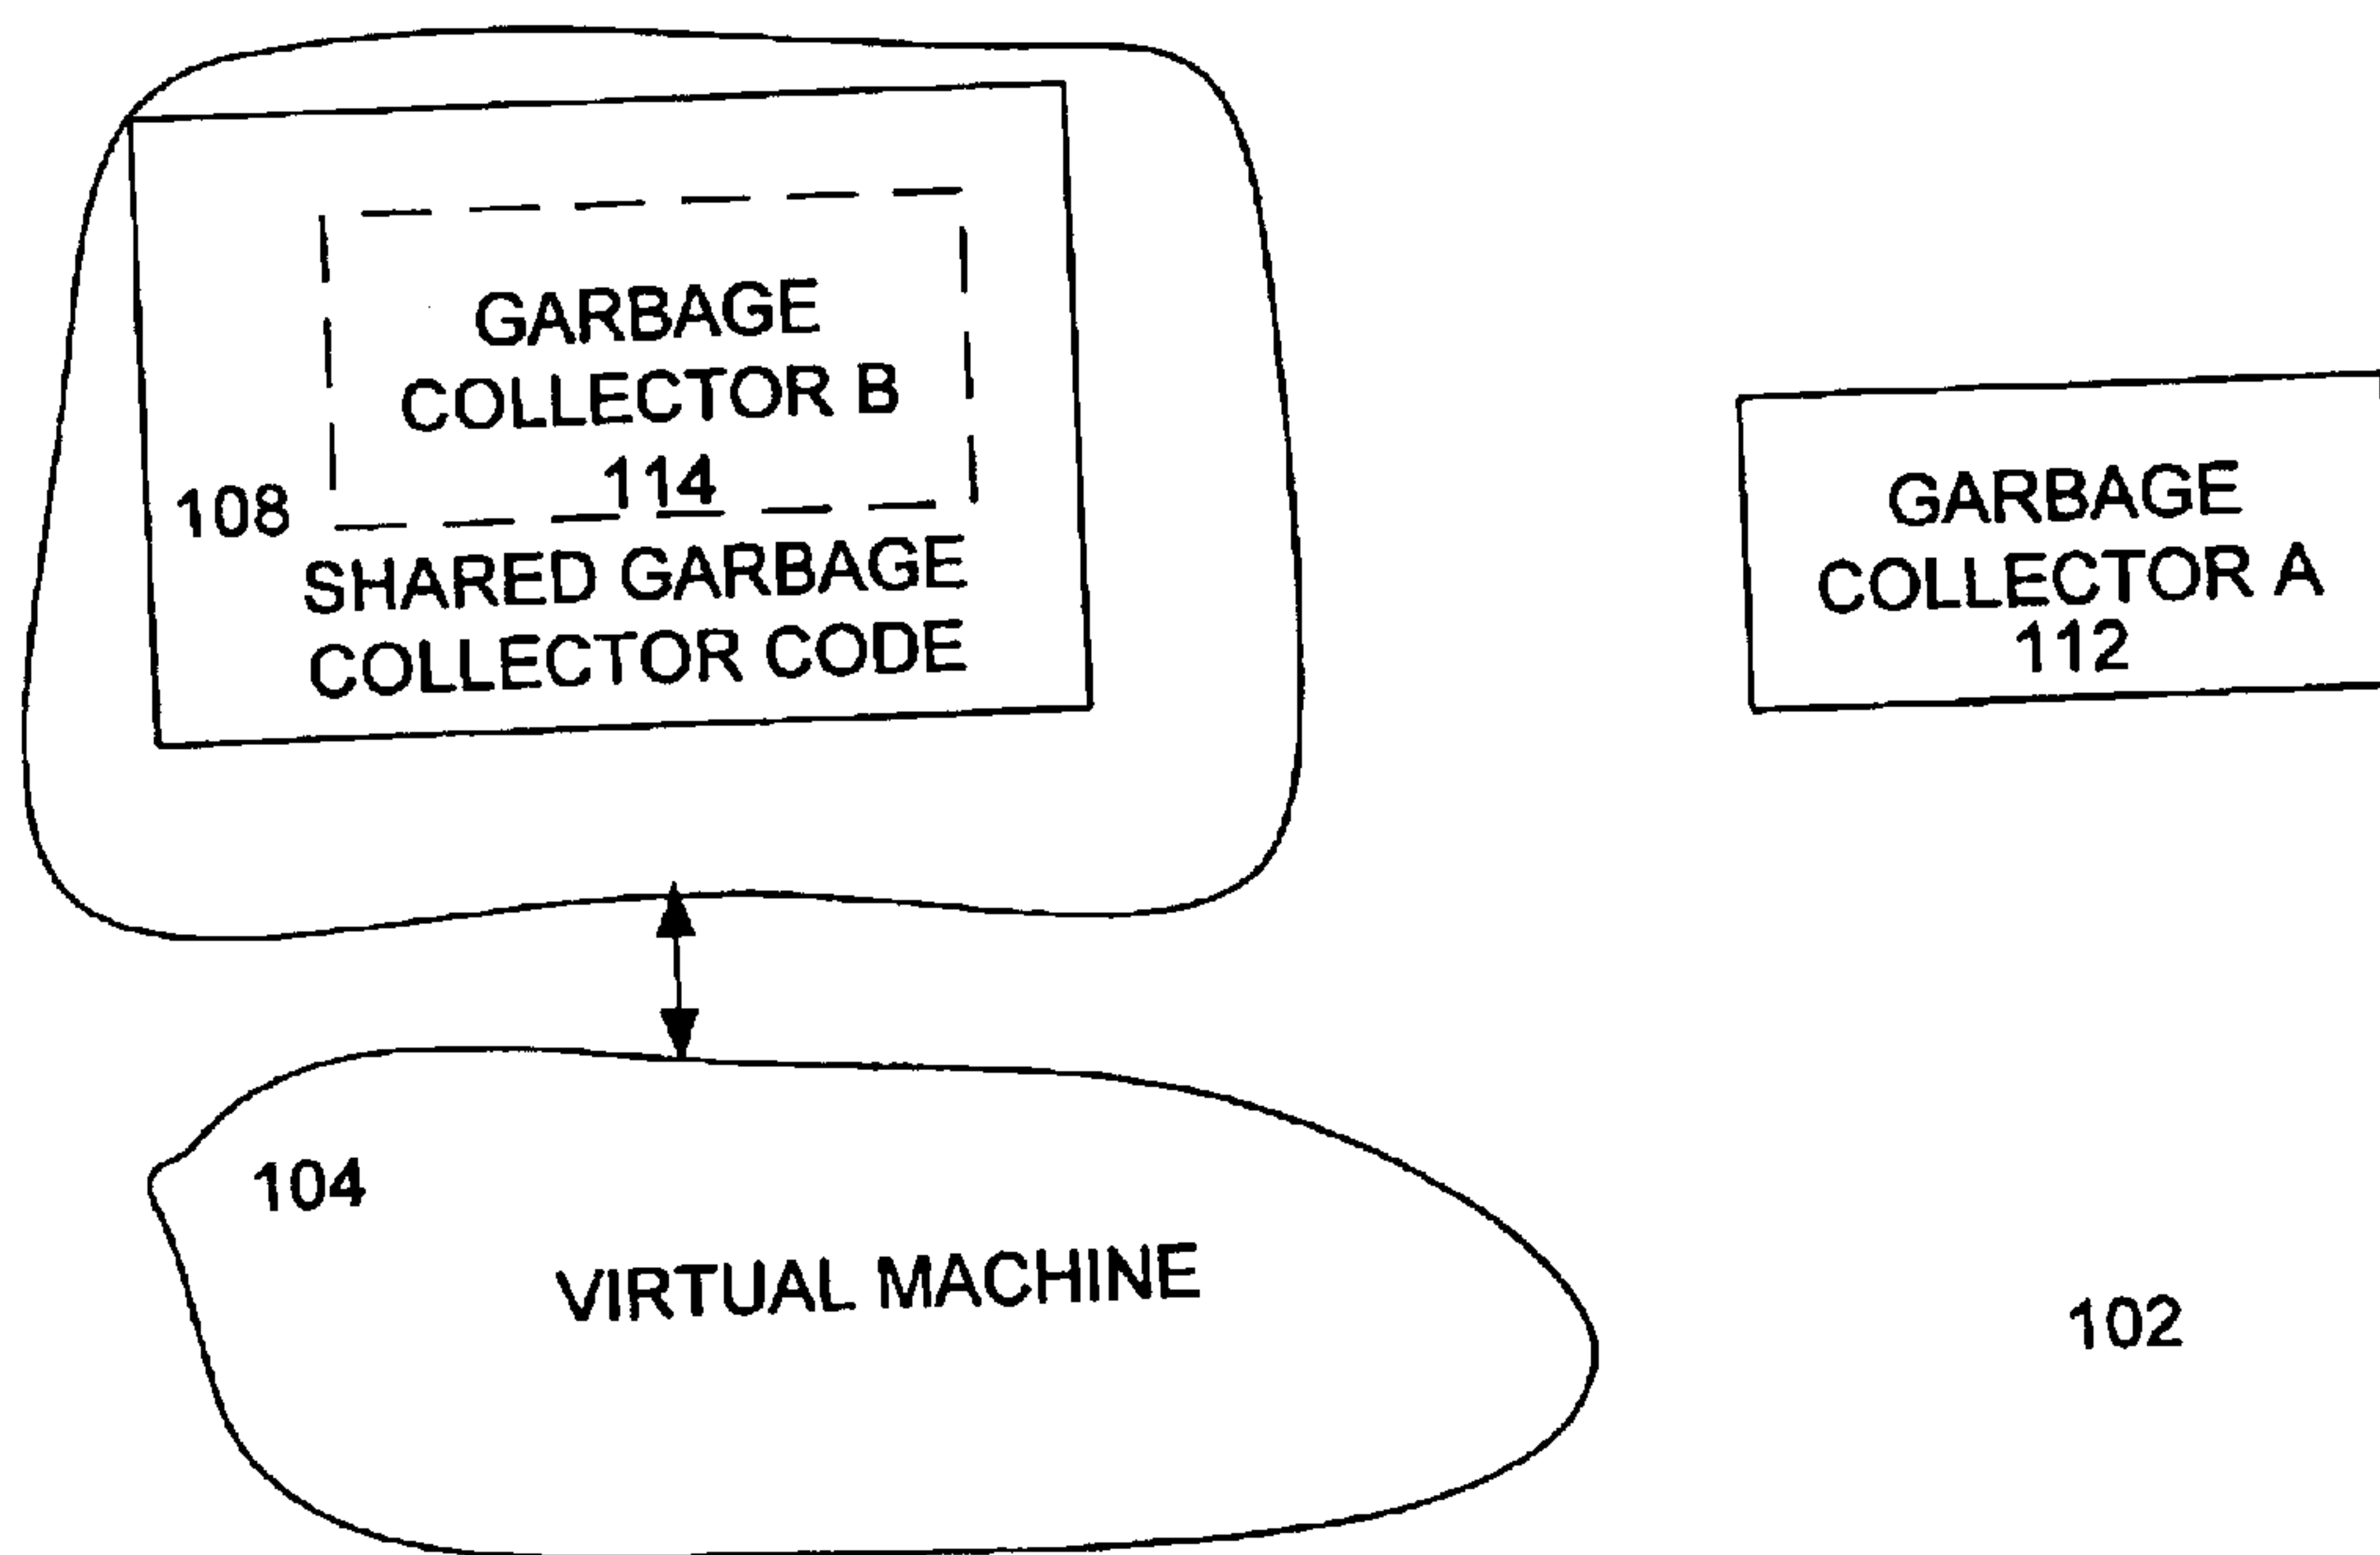 GARBAGE
COLLECTOR B
114
108
SHARED GARBAGE
COLLECTOR CODE
GARBAGE
COLLECTOR A
112
104
VIRTUAL MACHINE
102